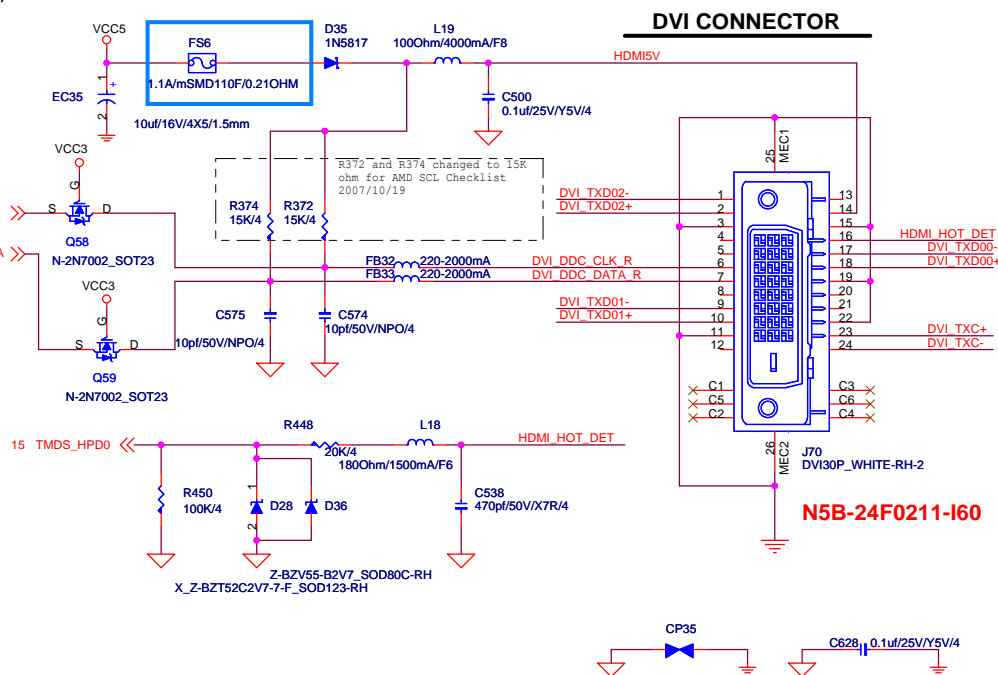 DVI CONNECTOR
VCC5
FS6
1.1A/mSMD110F/0.21OHM
D35
1N5817
L19
100Ohm/4000mA/F8
HDMI5V
1
+
EC35
2
10uf/16V/4X5/1.5mm
C500
0.1uf/25V/Y5V/4
VCC3
G
S
D
Q58
N-2N7002_SOT23
R372 and R374 changed to 15K
ohm for AMD SCL Checklist
2007/10/19
R374
15K/4
R372
15K/4
A
VCC3
G
S
D
Q59
N-2N7002_SOT23
FB32
220-2000mA
DVI_DDC_CLK_R
FB33
220-2000mA
DVI_DDC_DATA_R
C575
10pf/50V/NPO/4
C574
10pf/50V/NPO/4
DVI_TXD02-
DVI_TXD02+
DVI_TXD01-
DVI_TXD01+
25
MEC1
1
2
3
4
5
6
7
8
9
10
11
12
13
14
15
16
17
18
19
20
21
22
23
24
C1
C5
C2
C3
C6
C4
26
MEC2
HDMI_HOT_DET
DVI_TXD00-
DVI_TXD00+
DVI_TXC+
DVI_TXC-
J70
DVI30P_WHITE-RH-2
N5B-24F0211-I60
15 TMDS_HPD0
R448
20K/4
L18
180Ohm/1500mA/F6
HDMI_HOT_DET
R450
100K/4
1
2
D28
D36
C538
470pf/50V/X7R/4
Z-BZV55-B2V7_SOD80C-RH
X_Z-BZT52C2V7-7-F_SOD123-RH
CP35
C628
0.1uf/25V/Y5V/4